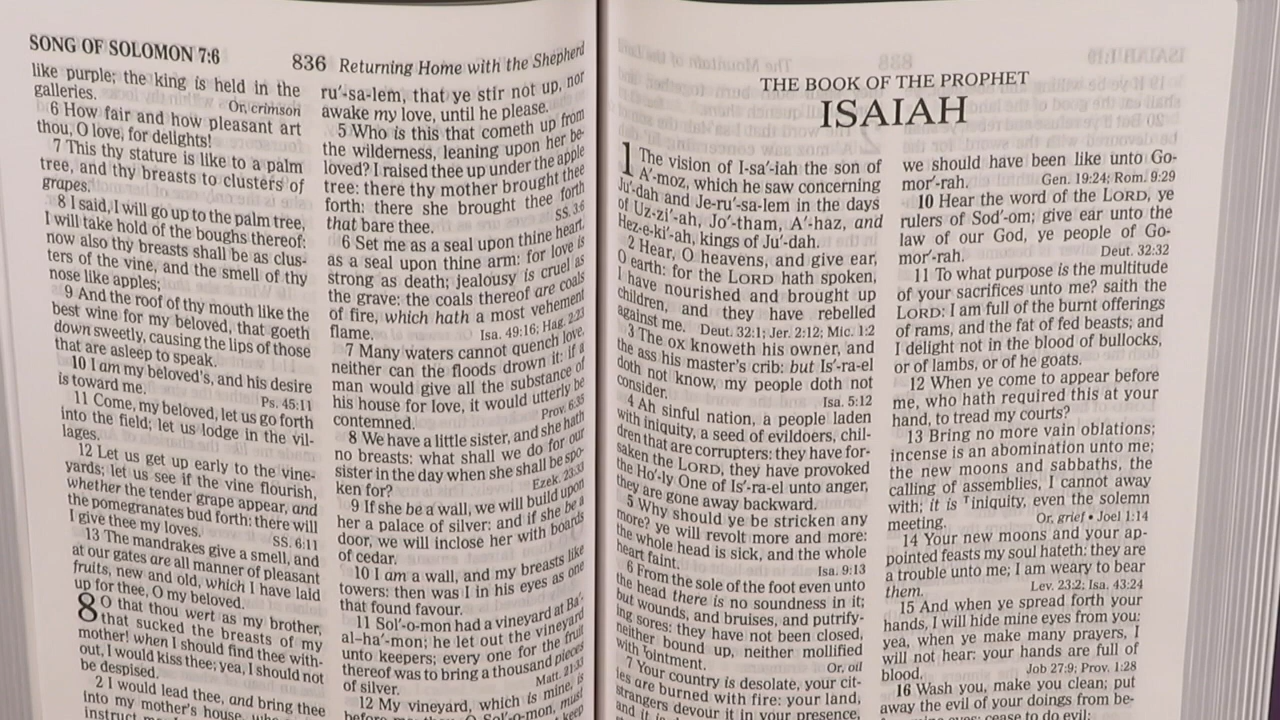 SONG OF SOLOMON 7:6
836 Returning Home with the Shepherd
like purple; the king is held in the
galleries. Or, crimson
6 How fair and how pleasant art
thou, O love, for delights!
7 This thy stature is like to a palm
tree, and thy breasts to clusters of
grapes.
8 I said, I will go up to the palm tree,
I will take hold of the boughs thereof:
now also thy breasts shall be as clus-
ters of the vine, and the smell of thy
nose like apples;
9 And the roof of thy mouth like the
best wine for my beloved, that goeth
down sweetly, causing the lips of those
that are asleep to speak.
10 I am my beloved's, and his desire
is toward me. Ps. 45:11
11 Come, my beloved, let us go forth
into the field; let us lodge in the vil-
lages.
12 Let us get up early to the vine-
yards; let us see if the vine flourish,
whether the tender grape appear, and
the pomegranates bud forth: there will
I give thee my loves. SS. 6:11
13 The mandrakes give a smell, and
at our gates are all manner of pleasant
fruits, new and old, which I have laid
up for thee, O my beloved.
8 O that thou wert as my brother,
that sucked the breasts of my
mother! when I should find thee with-
out, I would kiss thee; yea, I should not
be despised.
2 I would lead thee, and bring thee
into my mother's house, who
instruct
ru'-sa-lem, that ye stir not up, nor
awake my love, until he please.
5 Who is this that cometh up from
the wilderness, leaning upon her be-
loved? I raised thee up under the apple
tree: there thy mother brought thee
forth: there she brought thee forth
that bare thee. SS. 3:6
6 Set me as a seal upon thine heart,
as a seal upon thine arm: for love is
strong as death; jealousy is cruel as
the grave: the coals thereof are coals
of fire, which hath a most vehement
flame. Isa. 49:16; Hag. 2:23
7 Many waters cannot quench love,
neither can the floods drown it: if a
man would give all the substance of
his house for love, it would utterly be
contemned. Prov. 6:35
8 We have a little sister, and she hath
no breasts: what shall we do for our
sister in the day when she shall be spo-
ken for? Ezek. 23:33
9 If she be a wall, we will build upon
her a palace of silver: and if she be a
door, we will inclose her with boards
of cedar.
10 I am a wall, and my breasts like
towers: then was I in his eyes as one
that found favour.
11 Sol'-o-mon had a vineyard at Ba'-
al–ha'-mon; he let out the vineyard
unto keepers; every one for the fruit
thereof was to bring a thousand pieces
of silver. Matt. 21:33
12 My vineyard, which is mine, is
before Sol'-o-mon, must
keep
THE BOOK OF THE PROPHET
ISAIAH
1 The vision of I-sa'-iah the son of
A'-moz, which he saw concerning
Ju'-dah and Je-ru'-sa-lem in the days
of Uz-zi'-ah, Jo'-tham, A'-haz, and
Hez-e-ki'-ah, kings of Ju'-dah.
2 Hear, O heavens, and give ear,
O earth: for the LORD hath spoken,
I have nourished and brought up
children, and they have rebelled
against me. Deut. 32:1; Jer. 2:12; Mic. 1:2
3 The ox knoweth his owner, and
the ass his master's crib: but Is'-ra-el
doth not know, my people doth not
consider. Isa. 5:12
4 Ah sinful nation, a people laden
with iniquity, a seed of evildoers, chil-
dren that are corrupters: they have for-
saken the LORD, they have provoked
the Ho'-ly One of Is'-ra-el unto anger,
they are gone away backward.
5 Why should ye be stricken any
more? ye will revolt more and more:
the whole head is sick, and the whole
heart faint. Isa. 9:13
6 From the sole of the foot even unto
the head there is no soundness in it;
but wounds, and bruises, and putrify-
ing sores: they have not been closed,
neither bound up, neither mollified
with ointment. Or, oil
7 Your country is desolate, your cit-
ies are burned with fire: your land,
strangers devour it in your presence,
and it is
we should have been like unto Go-
mor'-rah. Gen. 19:24; Rom. 9:29
10 Hear the word of the LORD, ye
rulers of Sod'-om; give ear unto the
law of our God, ye people of Go-
mor'-rah. Deut. 32:32
11 To what purpose is the multitude
of your sacrifices unto me? saith the
LORD: I am full of the burnt offerings
of rams, and the fat of fed beasts; and
I delight not in the blood of bullocks,
or of lambs, or of he goats.
12 When ye come to appear before
me, who hath required this at your
hand, to tread my courts?
13 Bring no more vain oblations;
incense is an abomination unto me;
the new moons and sabbaths, the
calling of assemblies, I cannot away
with; it is iniquity, even the solemn
meeting. Or, grief • Joel 1:14
14 Your new moons and your ap-
pointed feasts my soul hateth: they are
a trouble unto me; I am weary to bear
them. Lev. 23:2; Isa. 43:24
15 And when ye spread forth your
hands, I will hide mine eyes from you:
yea, when ye make many prayers, I
will not hear: your hands are full of
blood. Job 27:9; Prov. 1:28
16 Wash you, make you clean; put
away the evil of your doings from be-
eyes; cease to do evil;